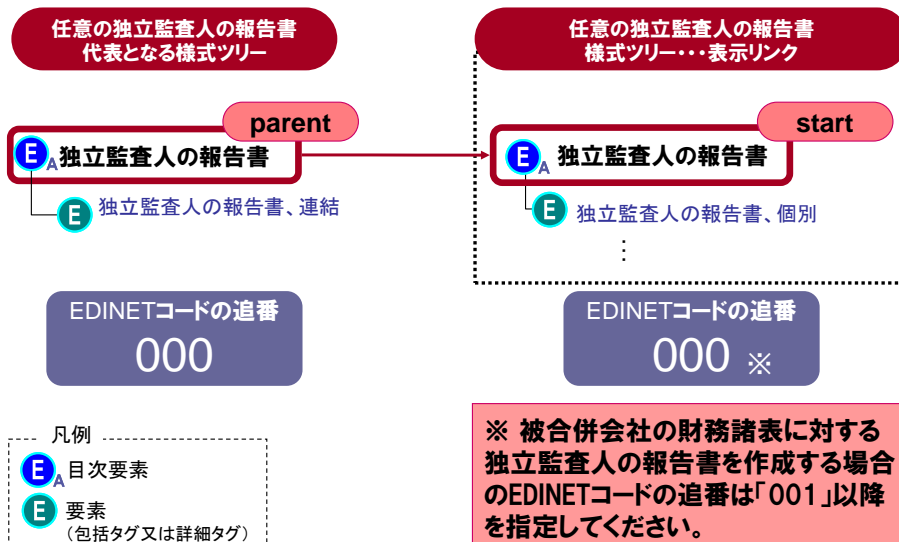 任意の独立監査人の報告書
代表となる様式ツリー
parent
E A 独立監査人の報告書
E 独立監査人の報告書、連結
EDINETコードの追番
000
凡例
E A 目次要素
E 要素
(包括タグ又は詳細タグ)
任意の独立監査人の報告書
様式ツリー・・・表示リンク
start
E A 独立監査人の報告書
E 独立監査人の報告書、個別
⋮
EDINETコードの追番
000 ※
※ 被合併会社の財務諸表に対する
独立監査人の報告書を作成する場合
のEDINETコードの追番は「001」以降
を指定してください。